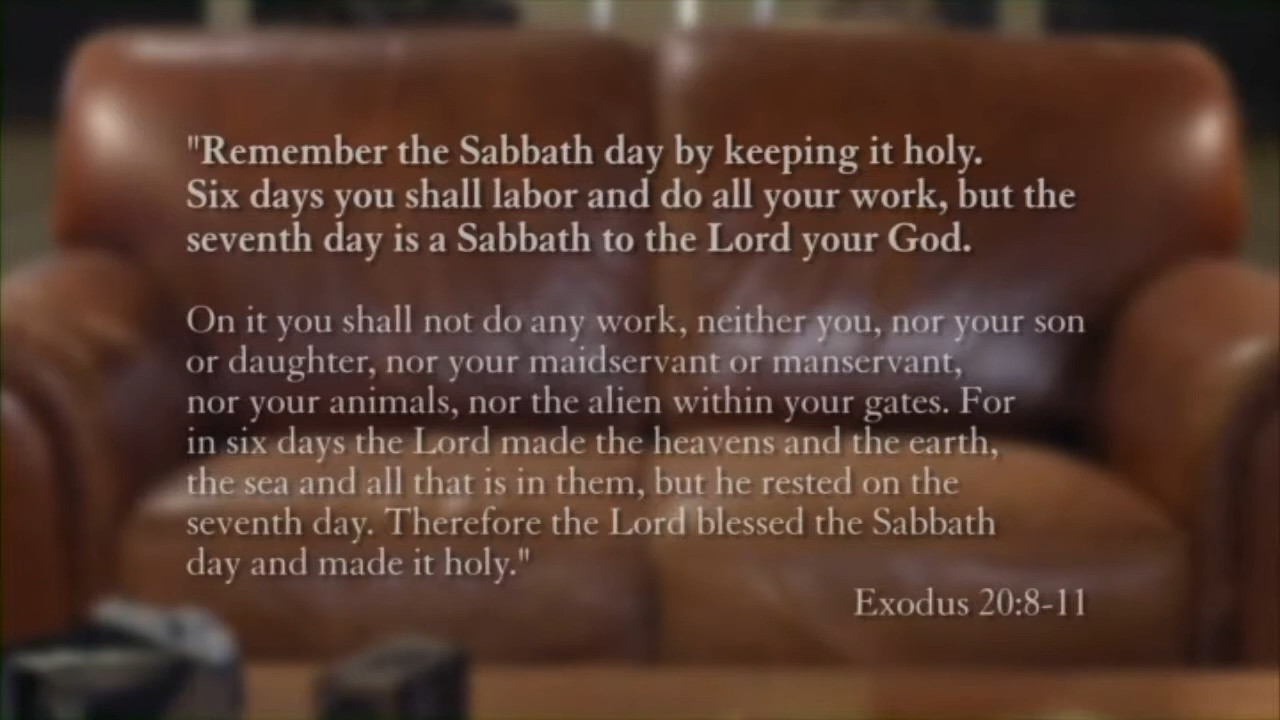 "Remember the Sabbath day by keeping it holy.
Six days you shall labor and do all your work, but the
seventh day is a Sabbath to the Lord your God.
On it you shall not do any work, neither you, nor your son
or daughter, nor your maidservant or manservant,
nor your animals, nor the alien within your gates. For
in six days the Lord made the heavens and the earth,
the sea and all that is in them, but he rested on the
seventh day. Therefore the Lord blessed the Sabbath
day and made it holy."
Exodus 20:8-11